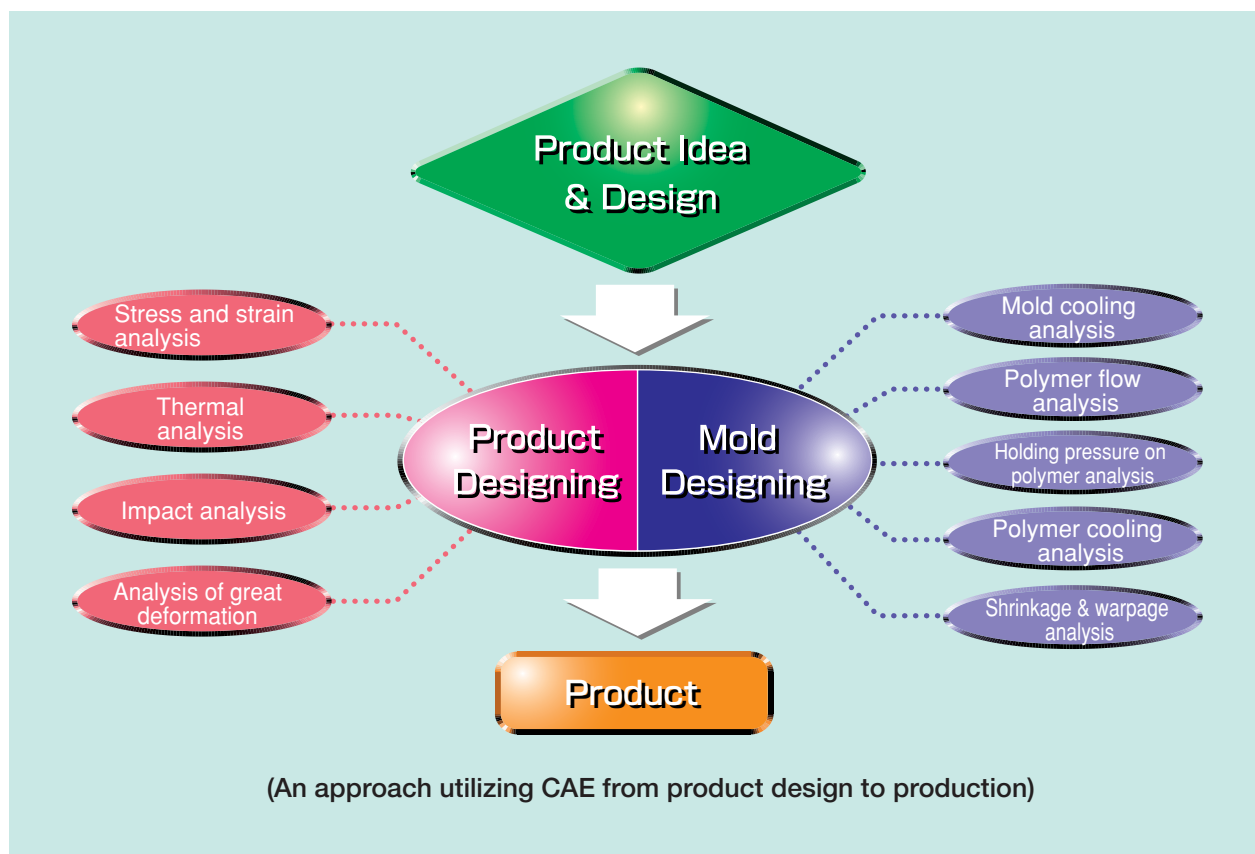 Product Idea
& Design
Stress and strain
analysis
Thermal
analysis
Impact analysis
Analysis of great
deformation
Product
Designing
Mold
Designing
Mold cooling
analysis
Polymer flow
analysis
Holding pressure on
polymer analysis
Polymer cooling
analysis
Shrinkage & warpage
analysis
Product
(An approach utilizing CAE from product design to production)